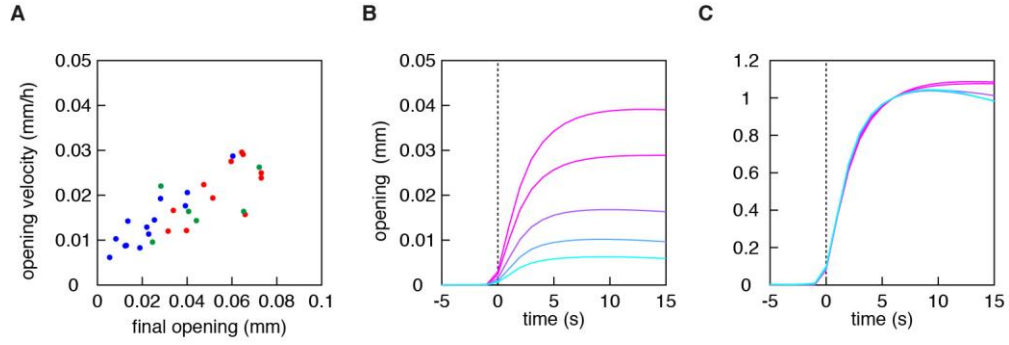 A
opening velocity (mm/h)
0.05
0.04
0.03
0.02
0.01
0
0 0.02 0.04 0.06 0.08 0.1
final opening (mm)
B
opening (mm)
0.05
0.04
0.03
0.02
0.01
0
-5 0 5 10 15
time (s)
C
1.2
1
0.8
0.6
0.4
0.2
0
-5 0 5 10 15
time (s)